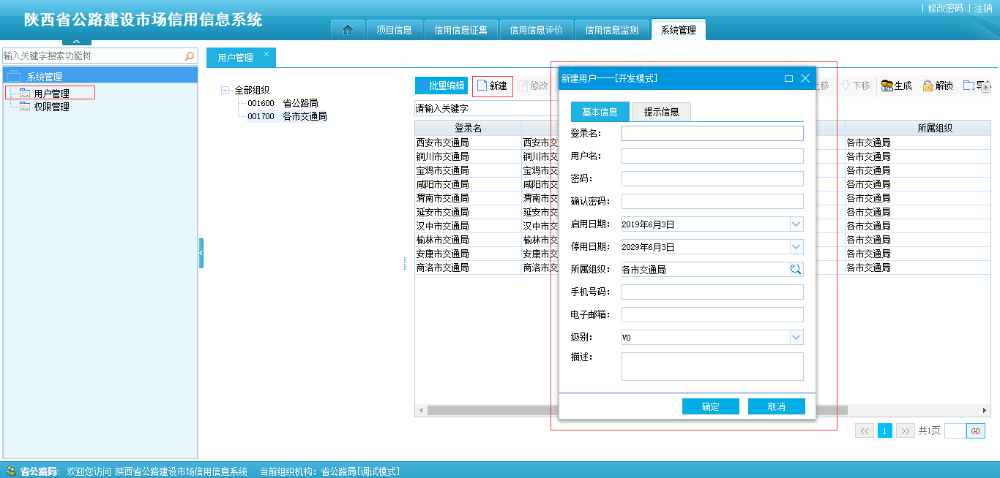 陕西省公路建设市场信用信息系统
修改密码 注销
项目信息 信用信息征集 信用信息评价 信用信息监测 系统管理
输入关键字搜索功能树
系统管理
用户管理
权限管理
用户管理 ×
全部组织
001600 省公路局
001700 各市交通局
批量编辑 新建 修改 移 下移 生成 解锁
请输入关键字
登录名 所属组织
西安市交通局 西安市交 各市交通局
铜川市交通局 铜川市交 各市交通局
宝鸡市交通局 宝鸡市交 各市交通局
咸阳市交通局 咸阳市交 各市交通局
渭南市交通局 渭南市交 各市交通局
延安市交通局 延安市交 各市交通局
汉中市交通局 汉中市交 各市交通局
榆林市交通局 榆林市交 各市交通局
安康市交通局 安康市交 各市交通局
商洛市交通局 商洛市交 各市交通局
新建用户——[开发模式]
基本信息 提示信息
登录名:
用户名:
密码:
确认密码:
启用日期: 2019年6月3日
停用日期: 2029年6月3日
所属组织: 各市交通局
手机号码:
电子邮箱:
级别: V0
描述:
确定 取消
<< 1 >> 共1页 GO
省公路局: 欢迎您访问 陕西省公路建设市场信用信息系统 当前组织机构: 省公路局[调试模式]